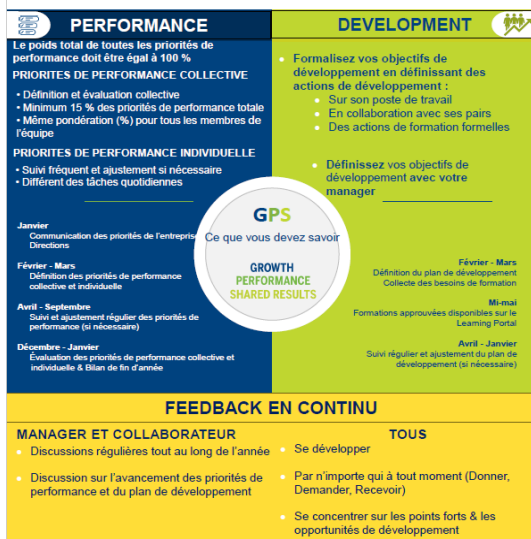 PERFORMANCE
Le poids total de toutes les priorités de
performance doit être égal à 100 %
PRIORITES DE PERFORMANCE COLLECTIVE
• Définition et évaluation collective
• Minimum 15 % des priorités de performance totale
• Même pondération (%) pour tous les membres de
l'équipe
PRIORITÉS DE PERFORMANCE INDIVIDUELLE
• Suivi fréquent et ajustement si nécessaire
• Différent des tâches quotidiennes
Janvier
Communication des priorités de l'entreprise
Directions
Février - Mars
Définition des priorités de performance
collective et individuelle
Avril - Septembre
Suivi et ajustement régulier des priorités de
performance (si nécessaire)
Décembre - Janvier
Évaluation des priorités de performance collective et
individuelle & Bilan de fin d'année
DEVELOPMENT
• Formalisez vos objectifs de
développement en définissant des
actions de développement :
• Sur son poste de travail
• En collaboration avec ses pairs
• Des actions de formation formelles
• Définissez vos objectifs de
développement avec votre
manager
GPS
Ce que vous devez savoir
GROWTH
PERFORMANCE
SHARED RESULTS
Février - Mars
Définition du plan de développement
Collecte des besoins de formation
Mi-mai
Formations approuvées disponibles sur le
Learning Portal
Avril - Janvier
Suivi régulier et ajustement du plan de
développement (si nécessaire)
FEEDBACK EN CONTINU
MANAGER ET COLLABORATEUR
• Discussions régulières tout au long de l'année
• Discussion sur l'avancement des priorités de
performance et du plan de développement
TOUS
• Se développer
• Par n'importe qui à tout moment (Donner,
Demander, Recevoir)
• Se concentrer sur les points forts & les
opportunités de développement